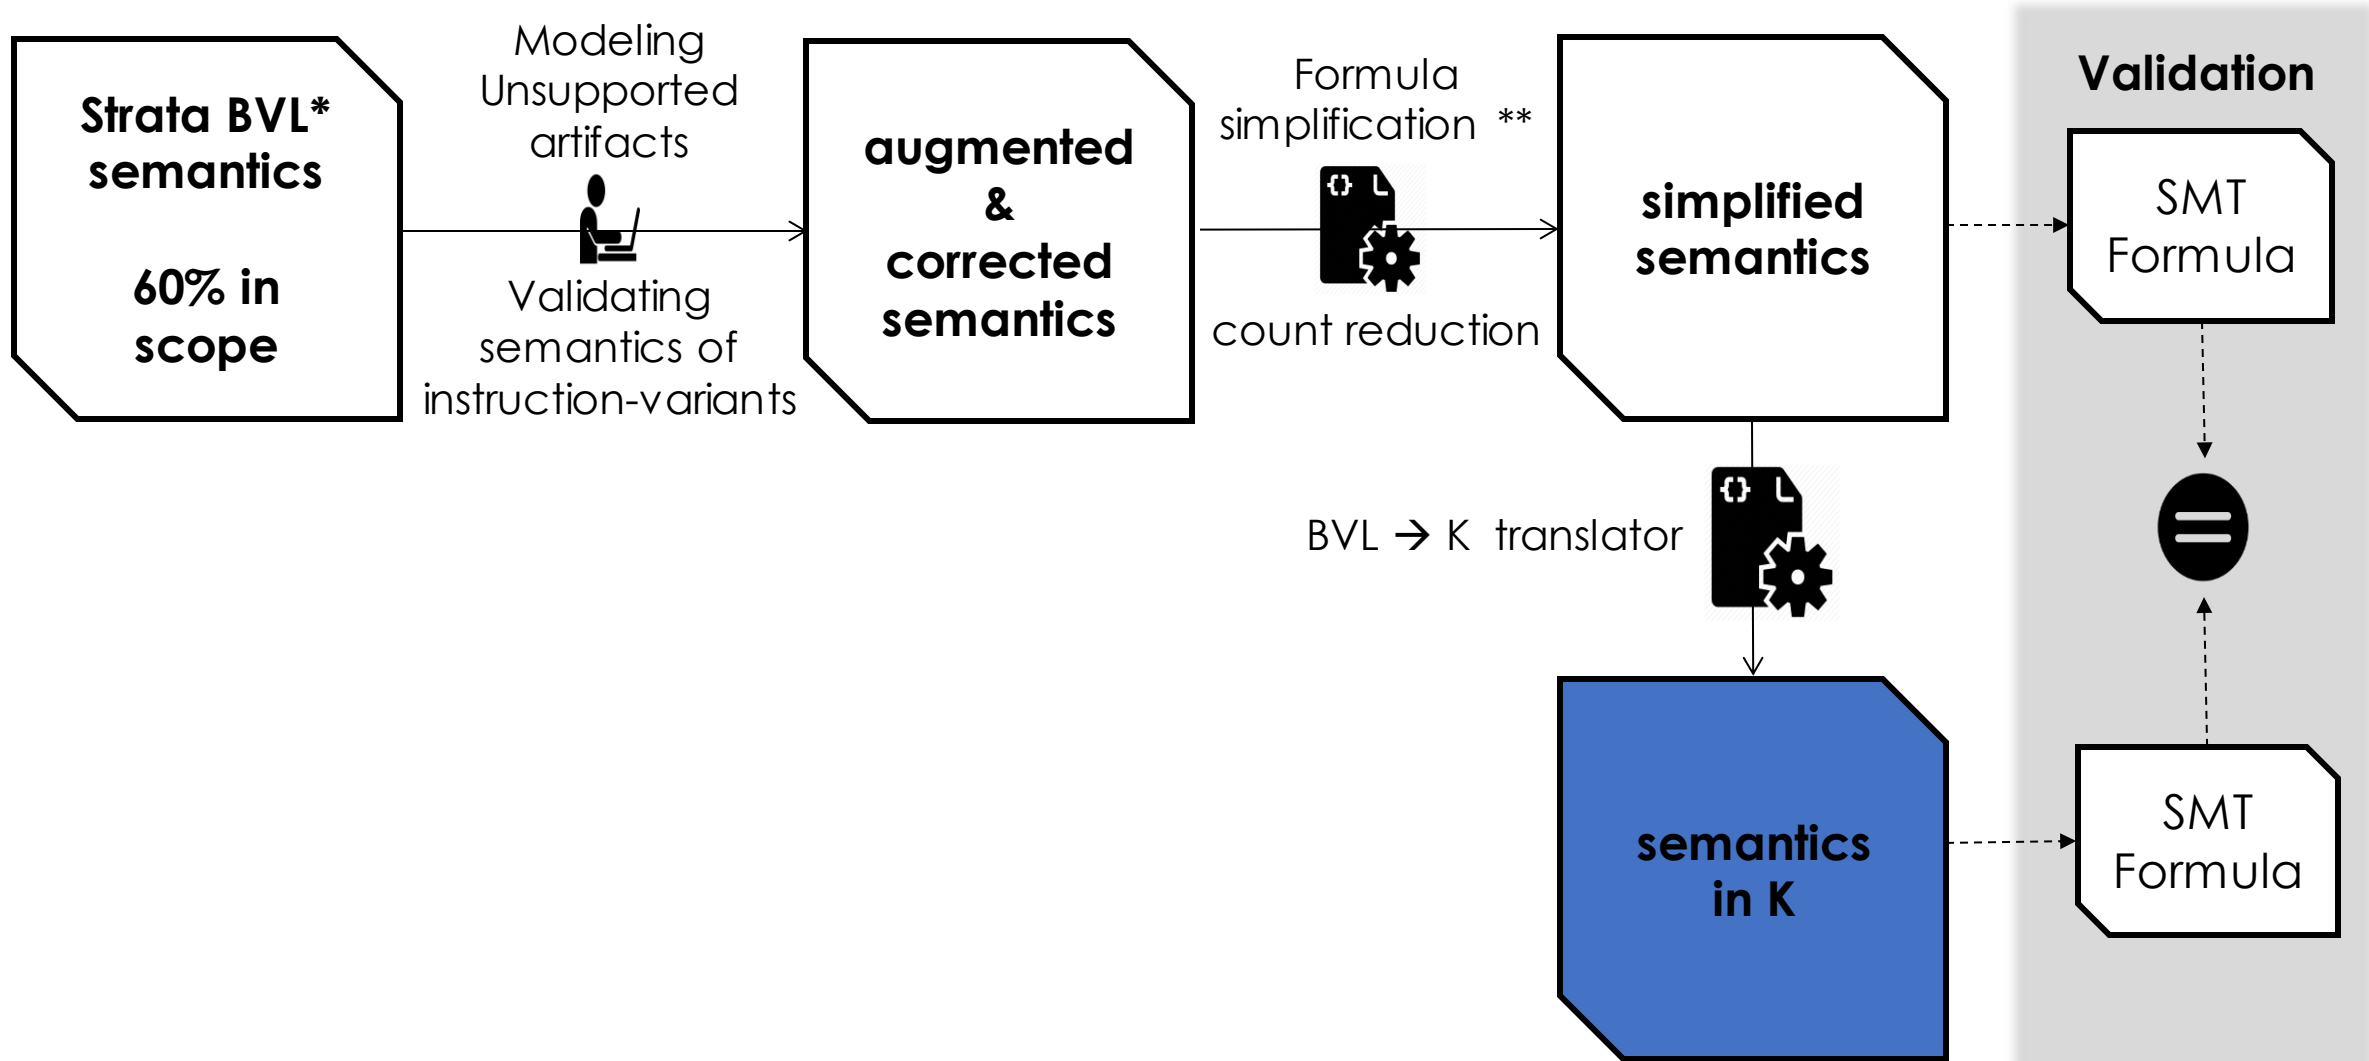 Strata BVL*
semantics
60% in
scope
Modeling
Unsupported
artifacts
Validating
semantics of
instruction-variants
augmented
&
corrected
semantics
Formula
simplification **
{} L
count reduction
simplified
semantics
Validation
SMT
Formula
BVL → K translator
{} L
=
semantics
in K
SMT
Formula